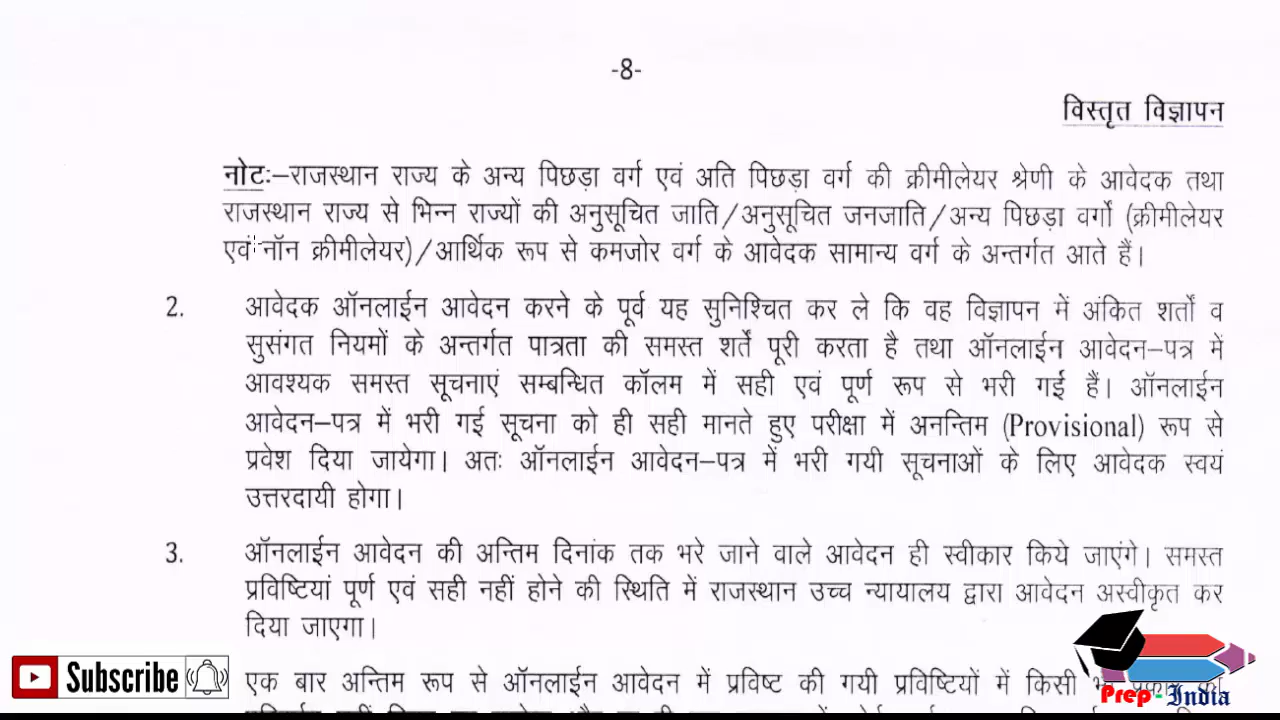 -8-
विस्तृत विज्ञापन
नोटः–राजस्थान राज्य के अन्य पिछड़ा वर्ग एवं अति पिछड़ा वर्ग की क्रीमीलेयर श्रेणी के आवेदक तथा
राजस्थान राज्य से भिन्न राज्यों की अनुसूचित जाति/अनुसूचित जनजाति/अन्य पिछड़ा वर्गो (क्रीमीलेयर
एवं नॉन क्रीमीलेयर)/आर्थिक रूप से कमजोर वर्ग के आवेदक सामान्य वर्ग के अन्तर्गत आते हैं।
2. आवेदक ऑनलाईन आवेदन करने के पूर्व यह सुनिश्चित कर ले कि वह विज्ञापन में अंकित शर्तों व
सुसंगत नियमों के अन्तर्गत पात्रता की समस्त शर्तें पूरी करता है तथा ऑनलाईन आवेदन–पत्र में
आवश्यक समस्त सूचनाएं सम्बन्धित कॉलम में सही एवं पूर्ण रूप से भरी गई हैं। ऑनलाईन
आवेदन–पत्र में भरी गई सूचना को ही सही मानते हुए परीक्षा में अनन्तिम (Provisional) रूप से
प्रवेश दिया जायेगा। अतः ऑनलाईन आवेदन–पत्र में भरी गयी सूचनाओं के लिए आवेदक स्वयं
उत्तरदायी होगा।
3. ऑनलाईन आवेदन की अन्तिम दिनांक तक भरे जाने वाले आवेदन ही स्वीकार किये जाएंगे। समस्त
प्रविष्टियां पूर्ण एवं सही नहीं होने की स्थिति में राजस्थान उच्च न्यायालय द्वारा आवेदन अस्वीकृत कर
दिया जाएगा।
एक बार अन्तिम रूप से ऑनलाईन आवेदन में प्रविष्ट की गयी प्रविष्टियों में किसी
Subscribe
Prep-India